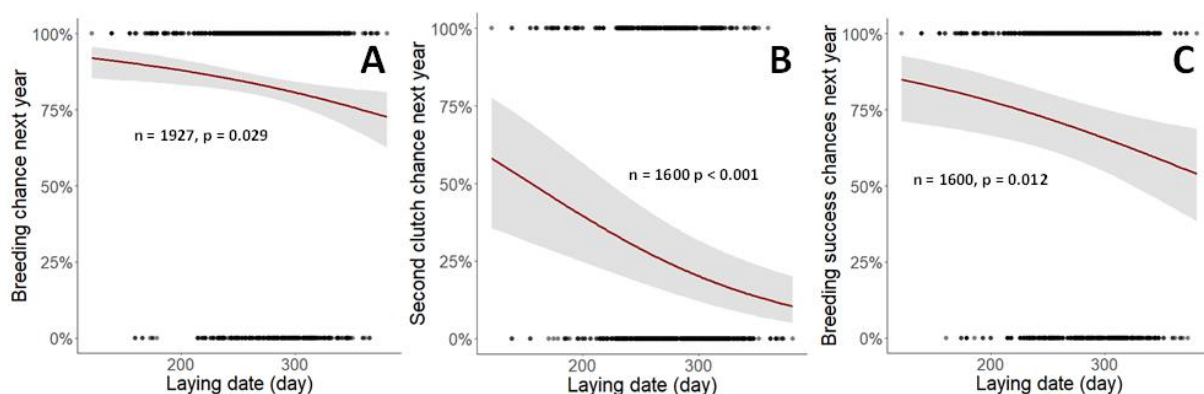 Breeding chance next year
100%
75%
50%
25%
0%
A
n = 1927, p = 0.029
200
300
Laying date (day)
Second clutch chance next year
100%
75%
50%
25%
0%
B
n = 1600 p < 0.001
200
300
Laying date (day)
Breeding success chances next year
100%
75%
50%
25%
0%
C
n = 1600, p = 0.012
200
300
Laying date (day)